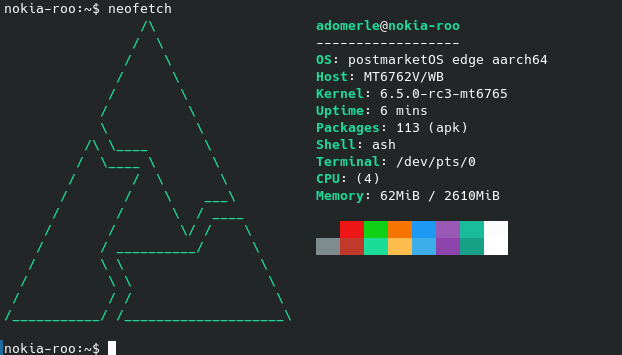 nokia-roo:~$ neofetch
adomerle@nokia-roo
------------------
OS: postmarketOS edge aarch64
Host: MT6762V/WB
Kernel: 6.5.0-rc3-mt6765
Uptime: 6 mins
Packages: 113 (apk)
Shell: ash
Terminal: /dev/pts/0
CPU: (4)
Memory: 62MiB / 2610MiB
nokia-roo:~$